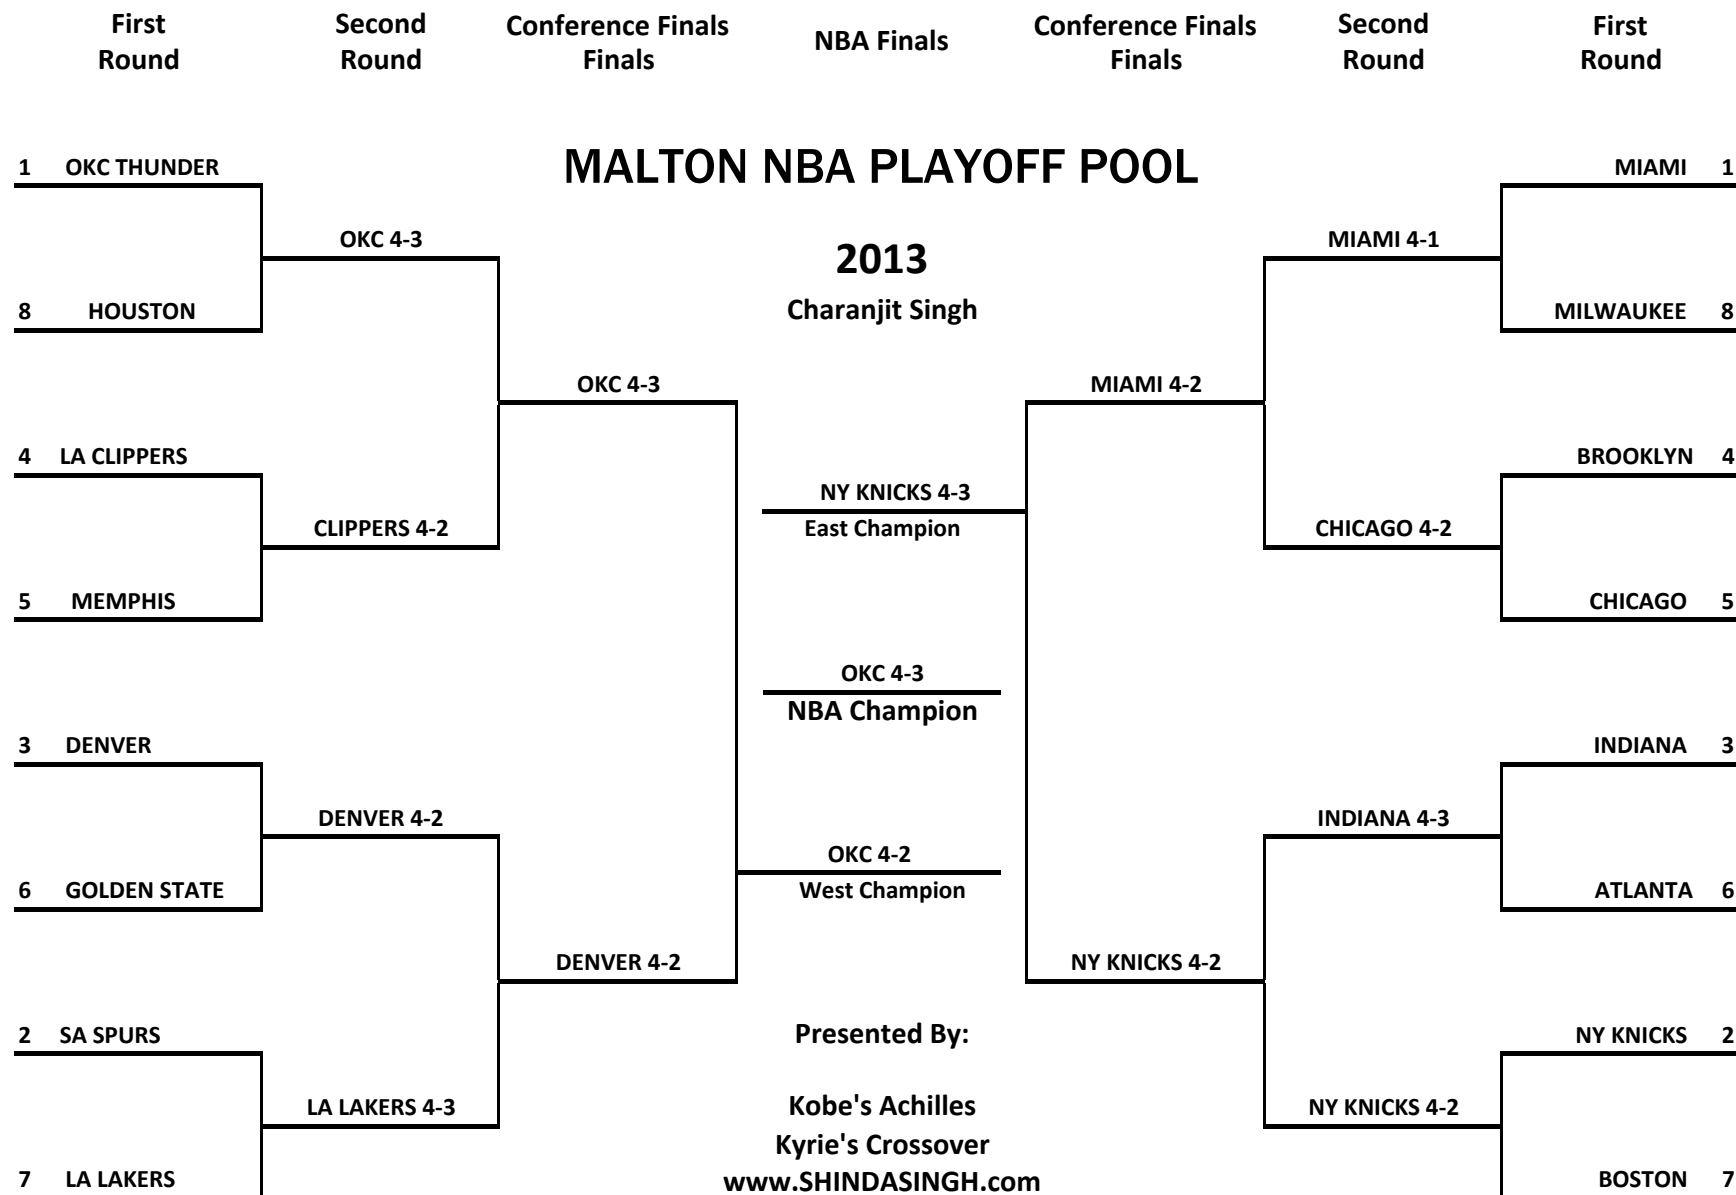 First
Round
Second
Round
Conference Finals
Finals
NBA Finals
Conference Finals
Finals
Second
Round
First
Round
MALTON NBA PLAYOFF POOL
1 OKC THUNDER
MIAMI 1
OKC 4-3
2013
MIAMI 4-1
8 HOUSTON
Charanjit Singh
MILWAUKEE 8
OKC 4-3
MIAMI 4-2
4 LA CLIPPERS
BROOKLYN 4
NY KNICKS 4-3
East Champion
CLIPPERS 4-2
CHICAGO 4-2
5 MEMPHIS
CHICAGO 5
OKC 4-3
NBA Champion
3 DENVER
INDIANA 3
DENVER 4-2
INDIANA 4-3
OKC 4-2
West Champion
6 GOLDEN STATE
ATLANTA 6
DENVER 4-2
NY KNICKS 4-2
2 SA SPURS
Presented By:
NY KNICKS 2
LA LAKERS 4-3
Kobe's Achilles
NY KNICKS 4-2
Kyrie's Crossover
7 LA LAKERS
www.SHINDASINGH.com
BOSTON 7